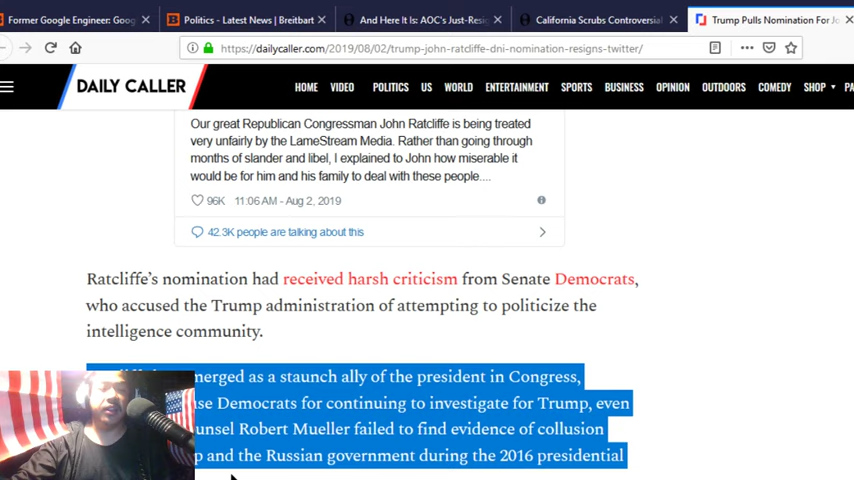 Former Google Engineer: Goog
Politics - Latest News | Breitbart
And Here It Is: AOC's Just-Resig
California Scrubs Controversial
Trump Pulls Nomination For Jo
https://dailycaller.com/2019/08/02/trump-john-ratcliffe-dni-nomination-resigns-twitter/
DAILY CALLER
HOME VIDEO POLITICS US WORLD ENTERTAINMENT SPORTS BUSINESS OPINION OUTDOORS COMEDY SHOP PA
Our great Republican Congressman John Ratcliffe is being treated
very unfairly by the LameStream Media. Rather than going through
months of slander and libel, I explained to John how miserable it
would be for him and his family to deal with these people....
96K 11:06 AM - Aug 2, 2019
42.3K people are talking about this
Ratcliffe's nomination had received harsh criticism from Senate Democrats,
who accused the Trump administration of attempting to politicize the
intelligence community.
merged as a staunch ally of the president in Congress,
se Democrats for continuing to investigate for Trump, even
unsel Robert Mueller failed to find evidence of collusion
p and the Russian government during the 2016 presidential